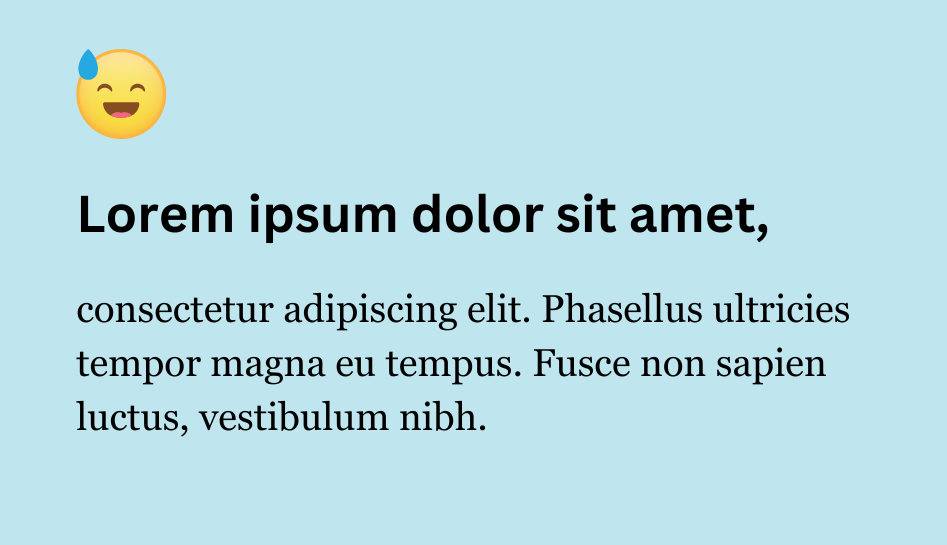 Lorem ipsum dolor sit amet,
consectetur adipiscing elit. Phasellus ultricies
tempor magna eu tempus. Fusce non sapien
luctus, vestibulum nibh.